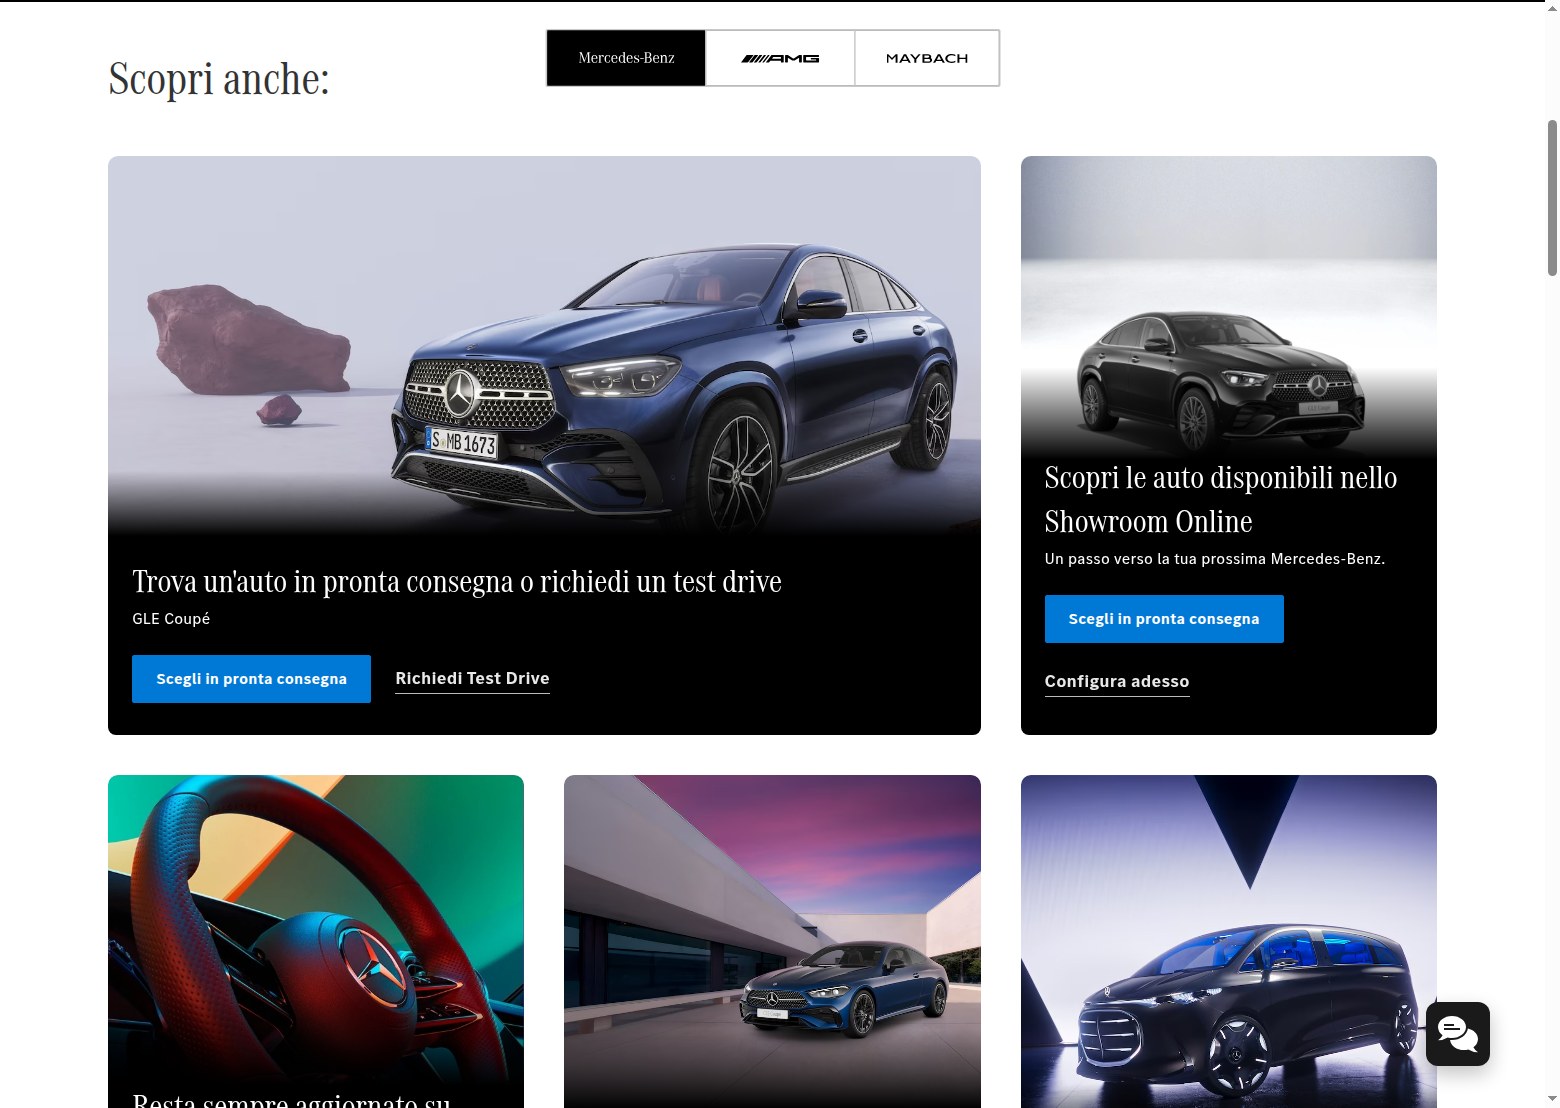 Scopri anche:
Mercedes-Benz
AMG
MAYBACH
S MB 1673
Trova un'auto in pronta consegna o richiedi un test drive
GLE Coupé
Scegli in pronta consegna
Richiedi Test Drive
Scopri le auto disponibili nello
Showroom Online
Un passo verso la tua prossima Mercedes-Benz.
Scegli in pronta consegna
Configura adesso
Resta sempre aggiornato su